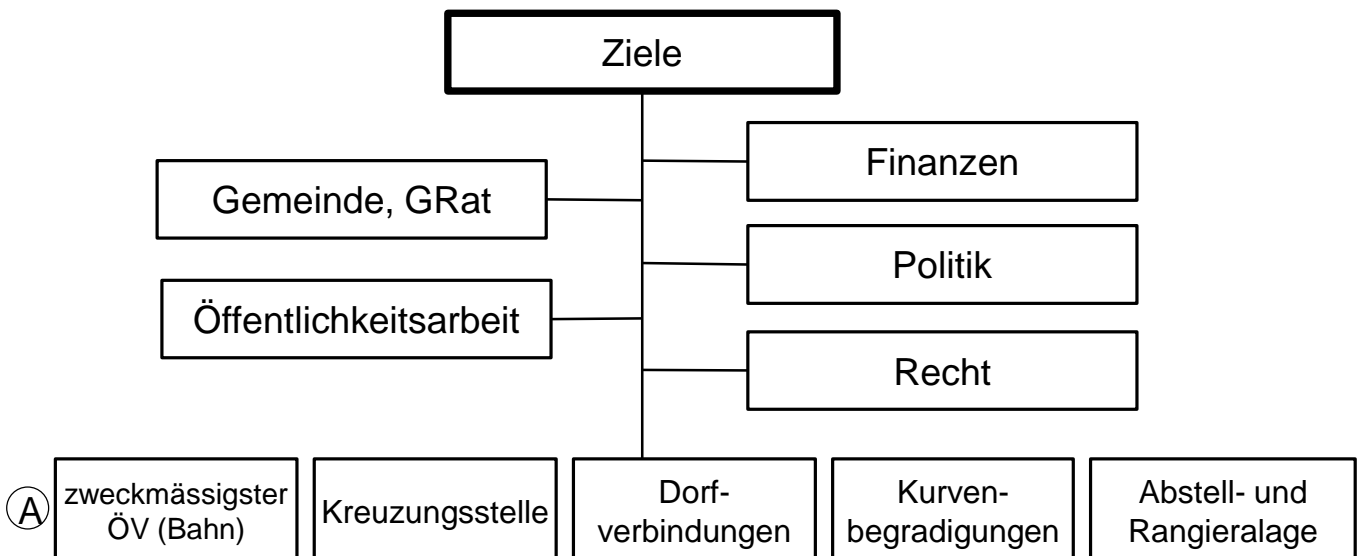 Ziele
Finanzen
Gemeinde, GRat
Politik
Öffentlichkeitsarbeit
Recht
A
zweckmässigster
ÖV (Bahn)
Kreuzungsstelle
Dorf-
verbindungen
Kurven-
begradigungen
Abstell- und
Rangieralage